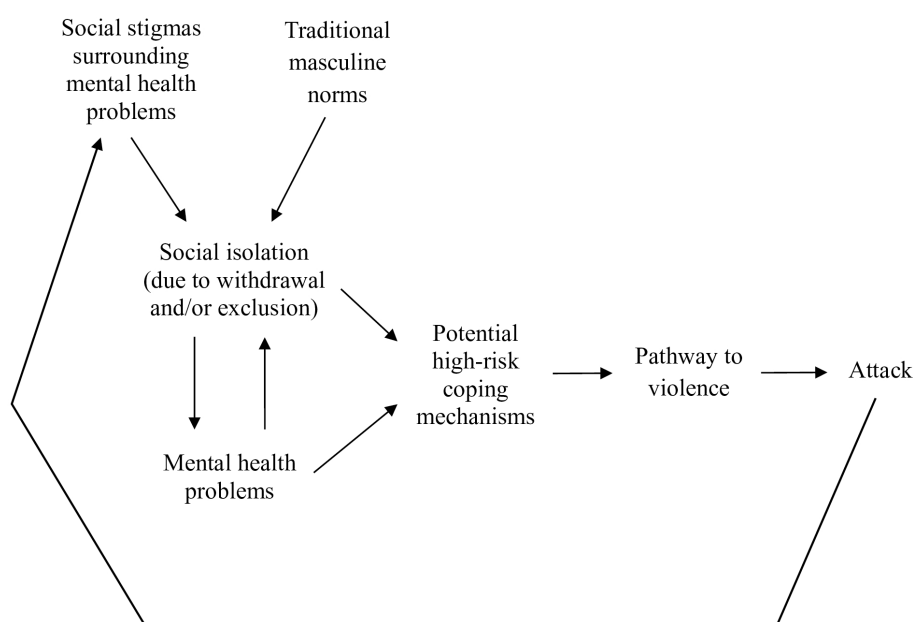 Social stigmas
surrounding
mental health
problems
Traditional
masculine
norms
Social isolation
(due to withdrawal
and/or exclusion)
Potential
high-risk
coping
mechanisms
Pathway to
violence
Attack
Mental health
problems